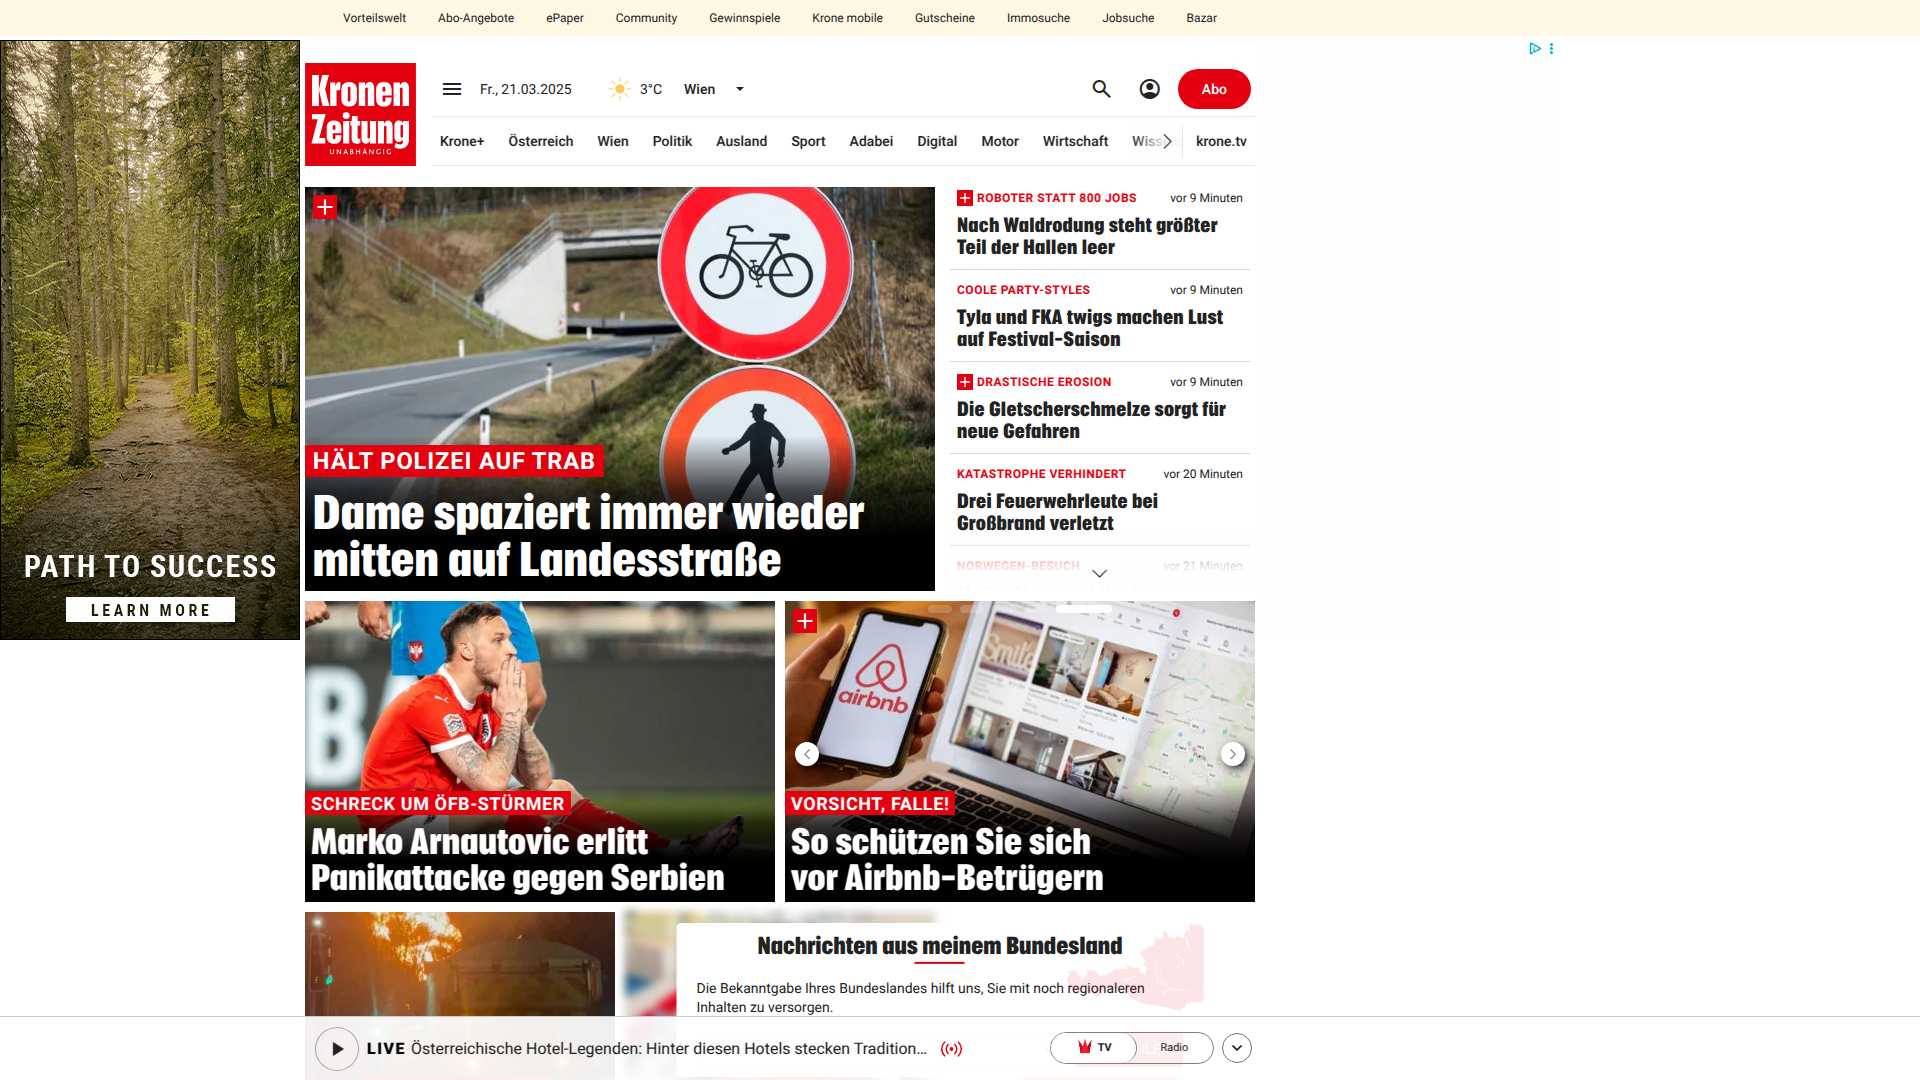 Vorteilswelt
Abo-Angebote
ePaper
Community
Gewinnspiele
Krone mobile
Gutscheine
Immosuche
Jobsuche
Bazar
Kronen
Zeitung
UNABHÄNGIG
Fr., 21.03.2025
3°C
Wien
Abo
Krone+
Österreich
Wien
Politik
Ausland
Sport
Adabei
Digital
Motor
Wirtschaft
Wiss
krone.tv
PATH TO SUCCESS
LEARN MORE
HÄLT POLIZEI AUF TRAB
Dame spaziert immer wieder
mitten auf Landesstraße
ROBOTER STATT 800 JOBS
vor 9 Minuten
Nach Waldrodung steht größter
Teil der Hallen leer
COOLE PARTY-STYLES
vor 9 Minuten
Tyla und FKA twigs machen Lust
auf Festival-Saison
DRASTISCHE EROSION
vor 9 Minuten
Die Gletscherschmelze sorgt für
neue Gefahren
KATASTROPHE VERHINDERT
vor 20 Minuten
Drei Feuerwehrleute bei
Großbrand verletzt
NORWEGEN-BESUCH
vor 21 Minuten
SCHRECK UM ÖFB-STÜRMER
Marko Arnautovic erlitt
Panikattacke gegen Serbien
airbnb
Smile
VORSICHT, FALLE!
So schützen Sie sich
vor Airbnb-Betrügern
Nachrichten aus meinem Bundesland
Die Bekanntgabe Ihres Bundeslandes hilft uns, Sie mit noch regionaleren
Inhalten zu versorgen.
LIVE Österreichische Hotel-Legenden: Hinter diesen Hotels stecken Tradition...
TV
Radio